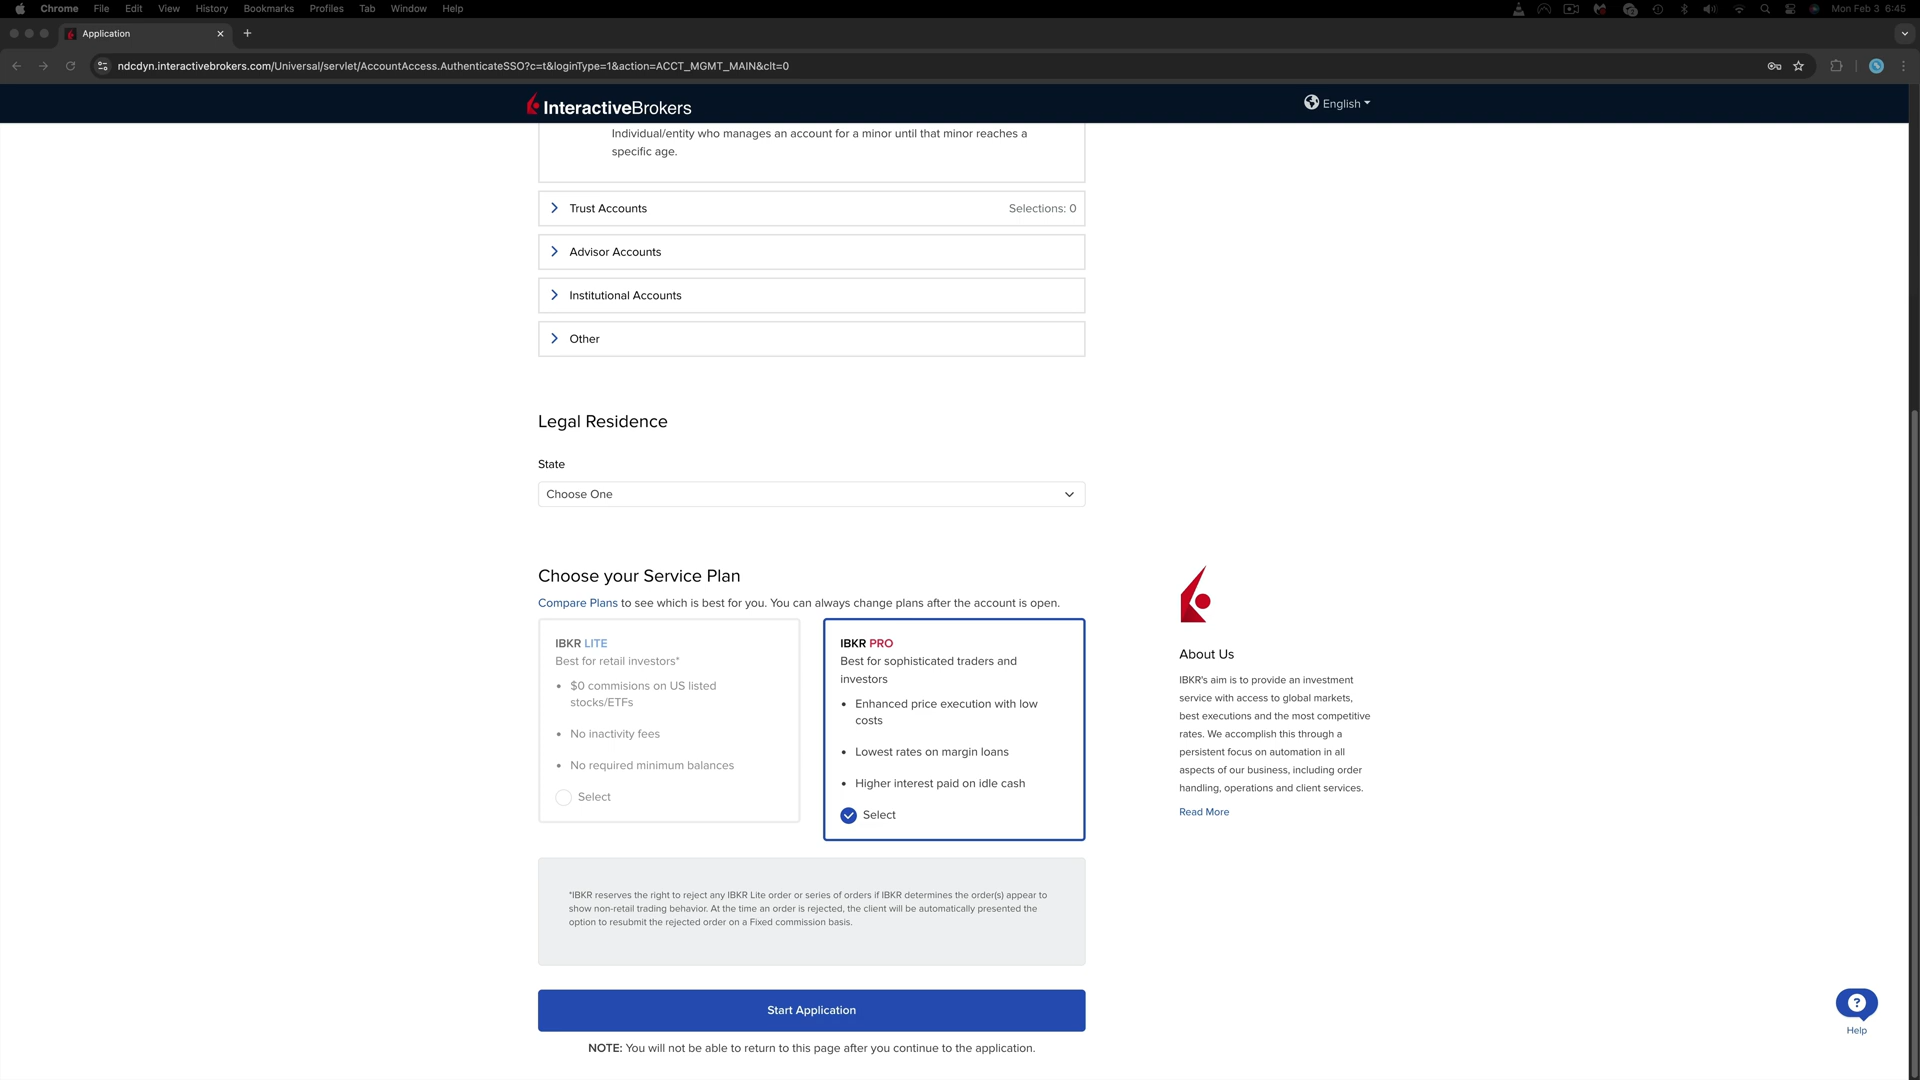 Chrome File Edit View History Bookmarks Profiles Tab Window Help Mon Feb 3 6:45
Application
ndcdyn.interactivebrokers.com/Universal/servlet/AccountAccess.AuthenticateSSO?c=t&loginType=1&action=ACCT_MGMT_MAIN&clt=0
InteractiveBrokers
English
Individual/entity who manages an account for a minor until that minor reaches a
specific age.
Trust Accounts Selections: 0
Advisor Accounts
Institutional Accounts
Other
Legal Residence
State
Choose One
Choose your Service Plan
Compare Plans to see which is best for you. You can always change plans after the account is open.
IBKR LITE
Best for retail investors*
• $0 commisions on US listed
stocks/ETFs
• No inactivity fees
• No required minimum balances
Select
IBKR PRO
Best for sophisticated traders and
investors
• Enhanced price execution with low
costs
• Lowest rates on margin loans
• Higher interest paid on idle cash
Select
*IBKR reserves the right to reject any IBKR Lite order or series of orders if IBKR determines the order(s) appear to
show non-retail trading behavior. At the time an order is rejected, the client will be automatically presented the
option to resubmit the rejected order on a Fixed commission basis.
Start Application
NOTE: You will not be able to return to this page after you continue to the application.
About Us
IBKR's aim is to provide an investment
service with access to global markets,
best executions and the most competitive
rates. We accomplish this through a
persistent focus on automation in all
aspects of our business, including order
handling, operations and client services.
Read More
?
Help